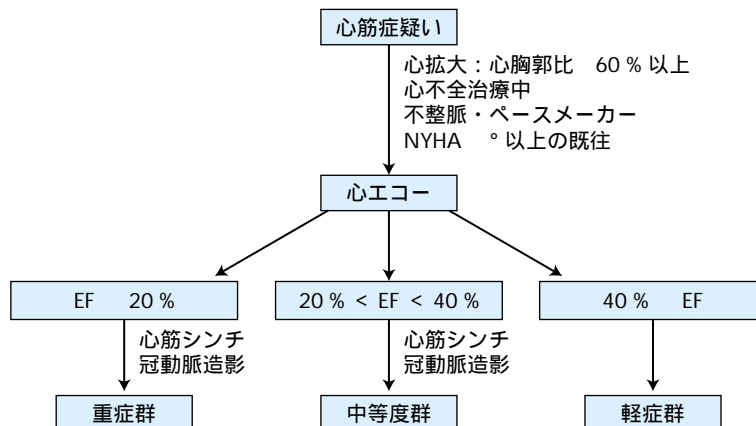 心筋症疑い
心拡大：心胸郭比　60 % 以上
心不全治療中
不整脈・ペースメーカー
NYHA　 ° 以上の既往
心エコー
EF　 20 %
20 % < EF < 40 %
40 %　 EF
心筋シンチ
冠動脈造影
心筋シンチ
冠動脈造影
重症群
中等度群
軽症群